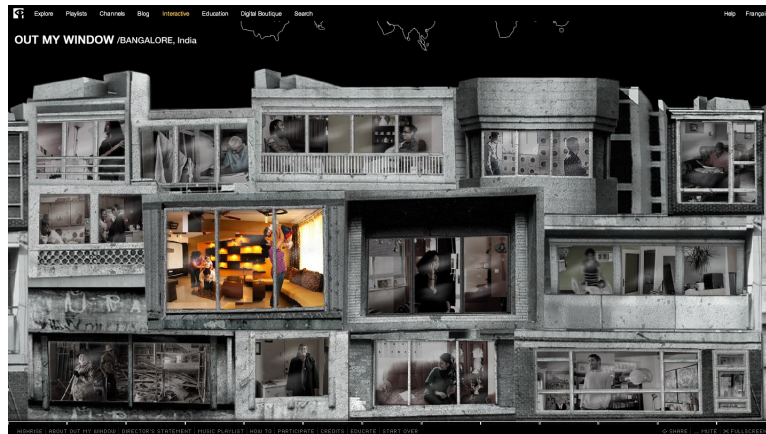 Explore Playlists Channels Blog Interactive Education Digital Boutique Search Help Françai
OUT MY WINDOW /BANGALORE, India
HIGHRISE | ABOUT OUT MY WINDOW | DIRECTOR'S STATEMENT | MUSIC PLAYLIST | HOW TO | PARTICIPATE | CREDITS | EDUCATE | START OVER SHARE | MUTE FULLSCREEN